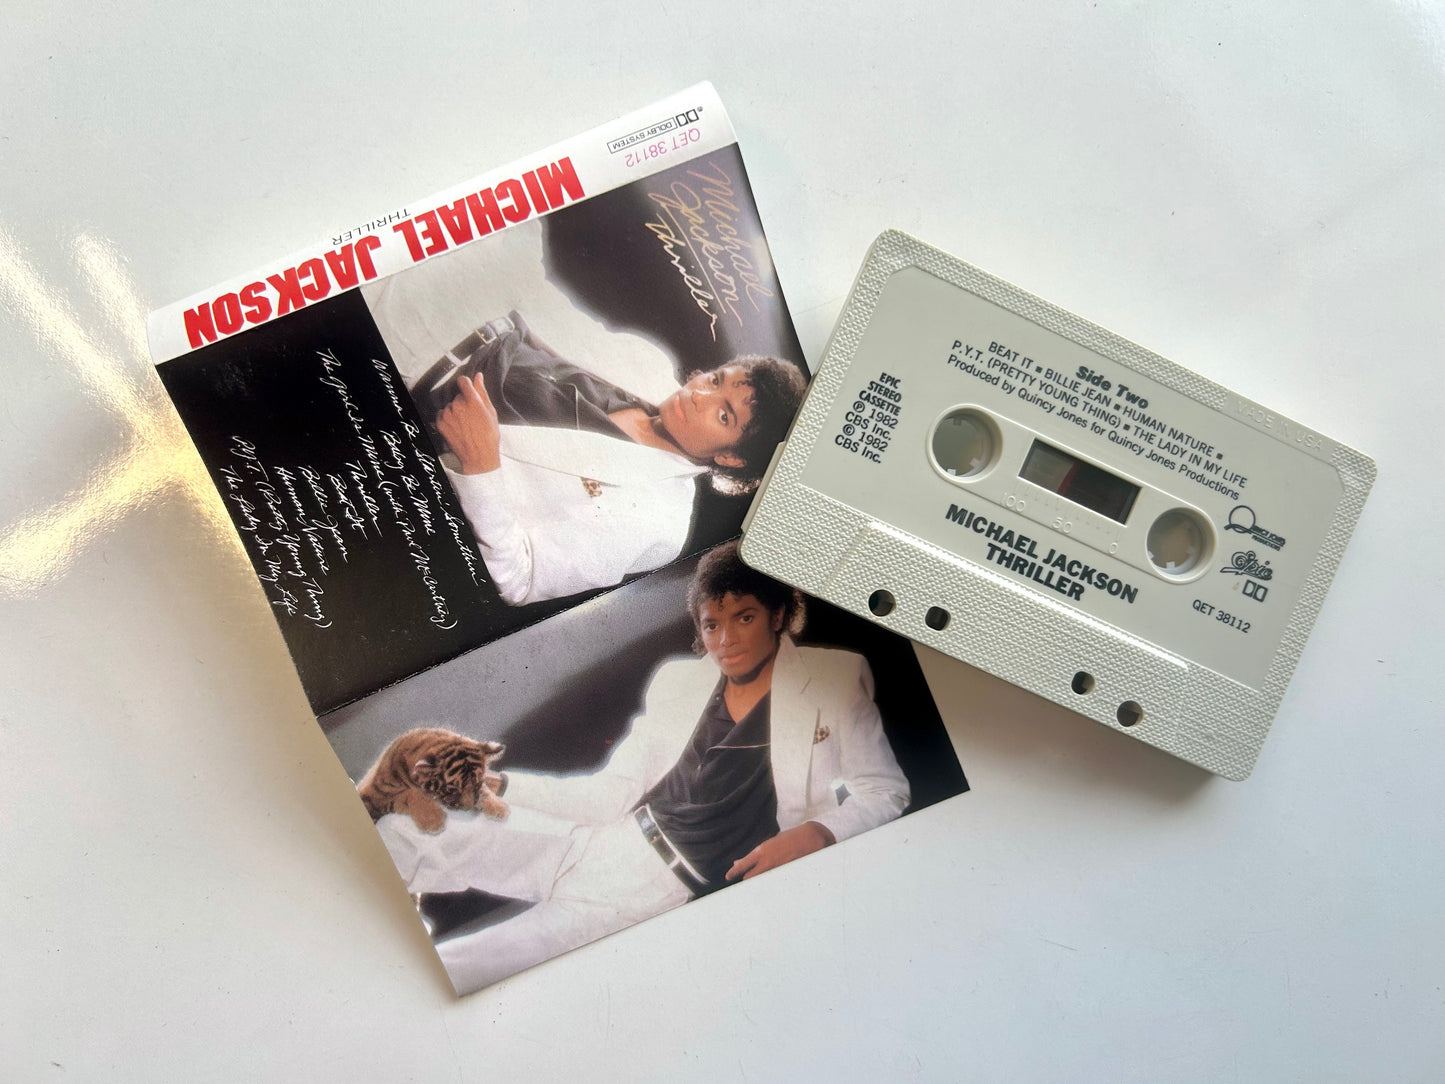 DOLBY SYSTEM
QET 38112
MICHAEL JACKSON
THRILLER
Michael
Jackson
Thriller
Wanna Be Startin' Somethin'
Baby Be Mine
The Girl Is Mine (with Paul McCartney)
Thriller
Beat It
Billie Jean
Human Nature
P.Y.T. (Pretty Young Thing)
The Lady In My Life
MADE IN USA
Side Two
BEAT IT ■ BILLIE JEAN ■ HUMAN NATURE ■
P.Y.T. (PRETTY YOUNG THING) ■ THE LADY IN MY LIFE
Produced by Quincy Jones for Quincy Jones Productions
EPIC
STEREO
CASSETTE
℗ 1982
CBS Inc.
© 1982
CBS Inc.
100 50 0
MICHAEL JACKSON
THRILLER
QUINCY JONES
PRODUCTIONS
Epic
QET 38112